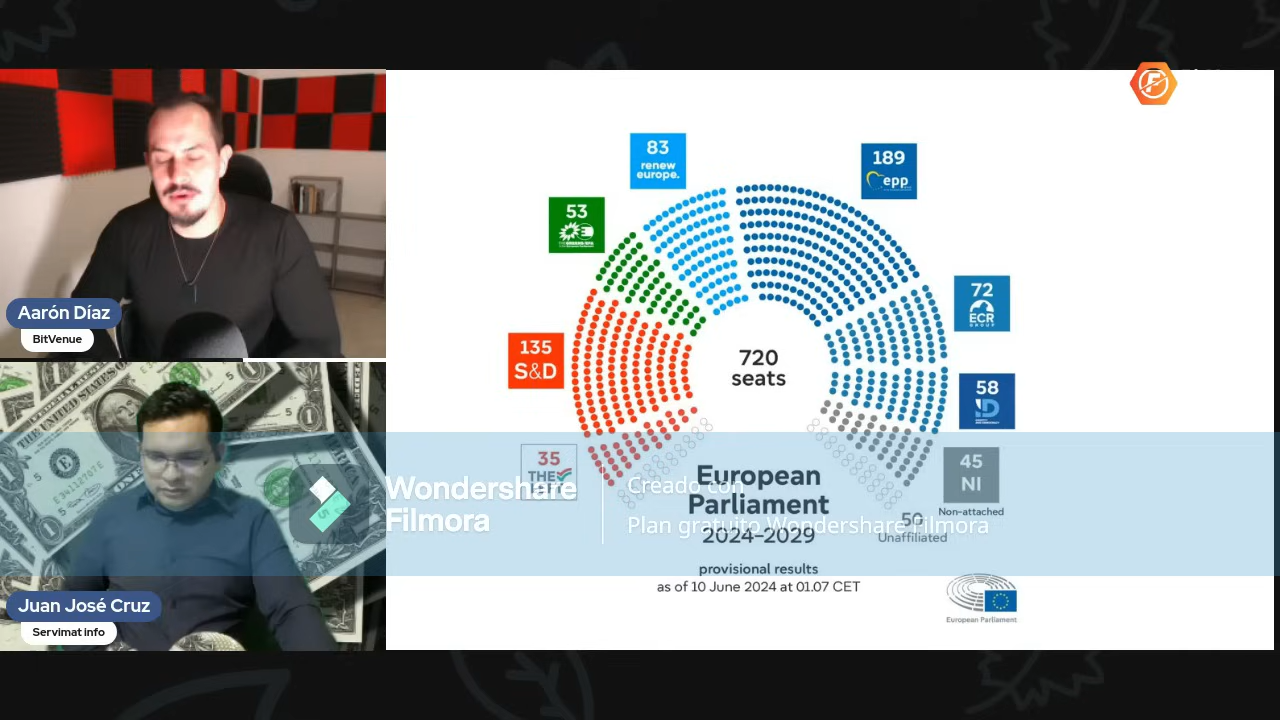 Aarón Díaz
BitVenue
Juan José Cruz
Servimat info
83
renew
europe.
189
epp
53
72
ECR
GROUP
135
S&D
720
seats
58
ID
35
THE
45
NI
Non-attached
50
Unaffiliated
European
Parliament
2024–2029
provisional results
as of 10 June 2024 at 01.07 CET
European Parliament
Wondershare
Filmora
Creado con
Plan gratuito Wondershare Filmora